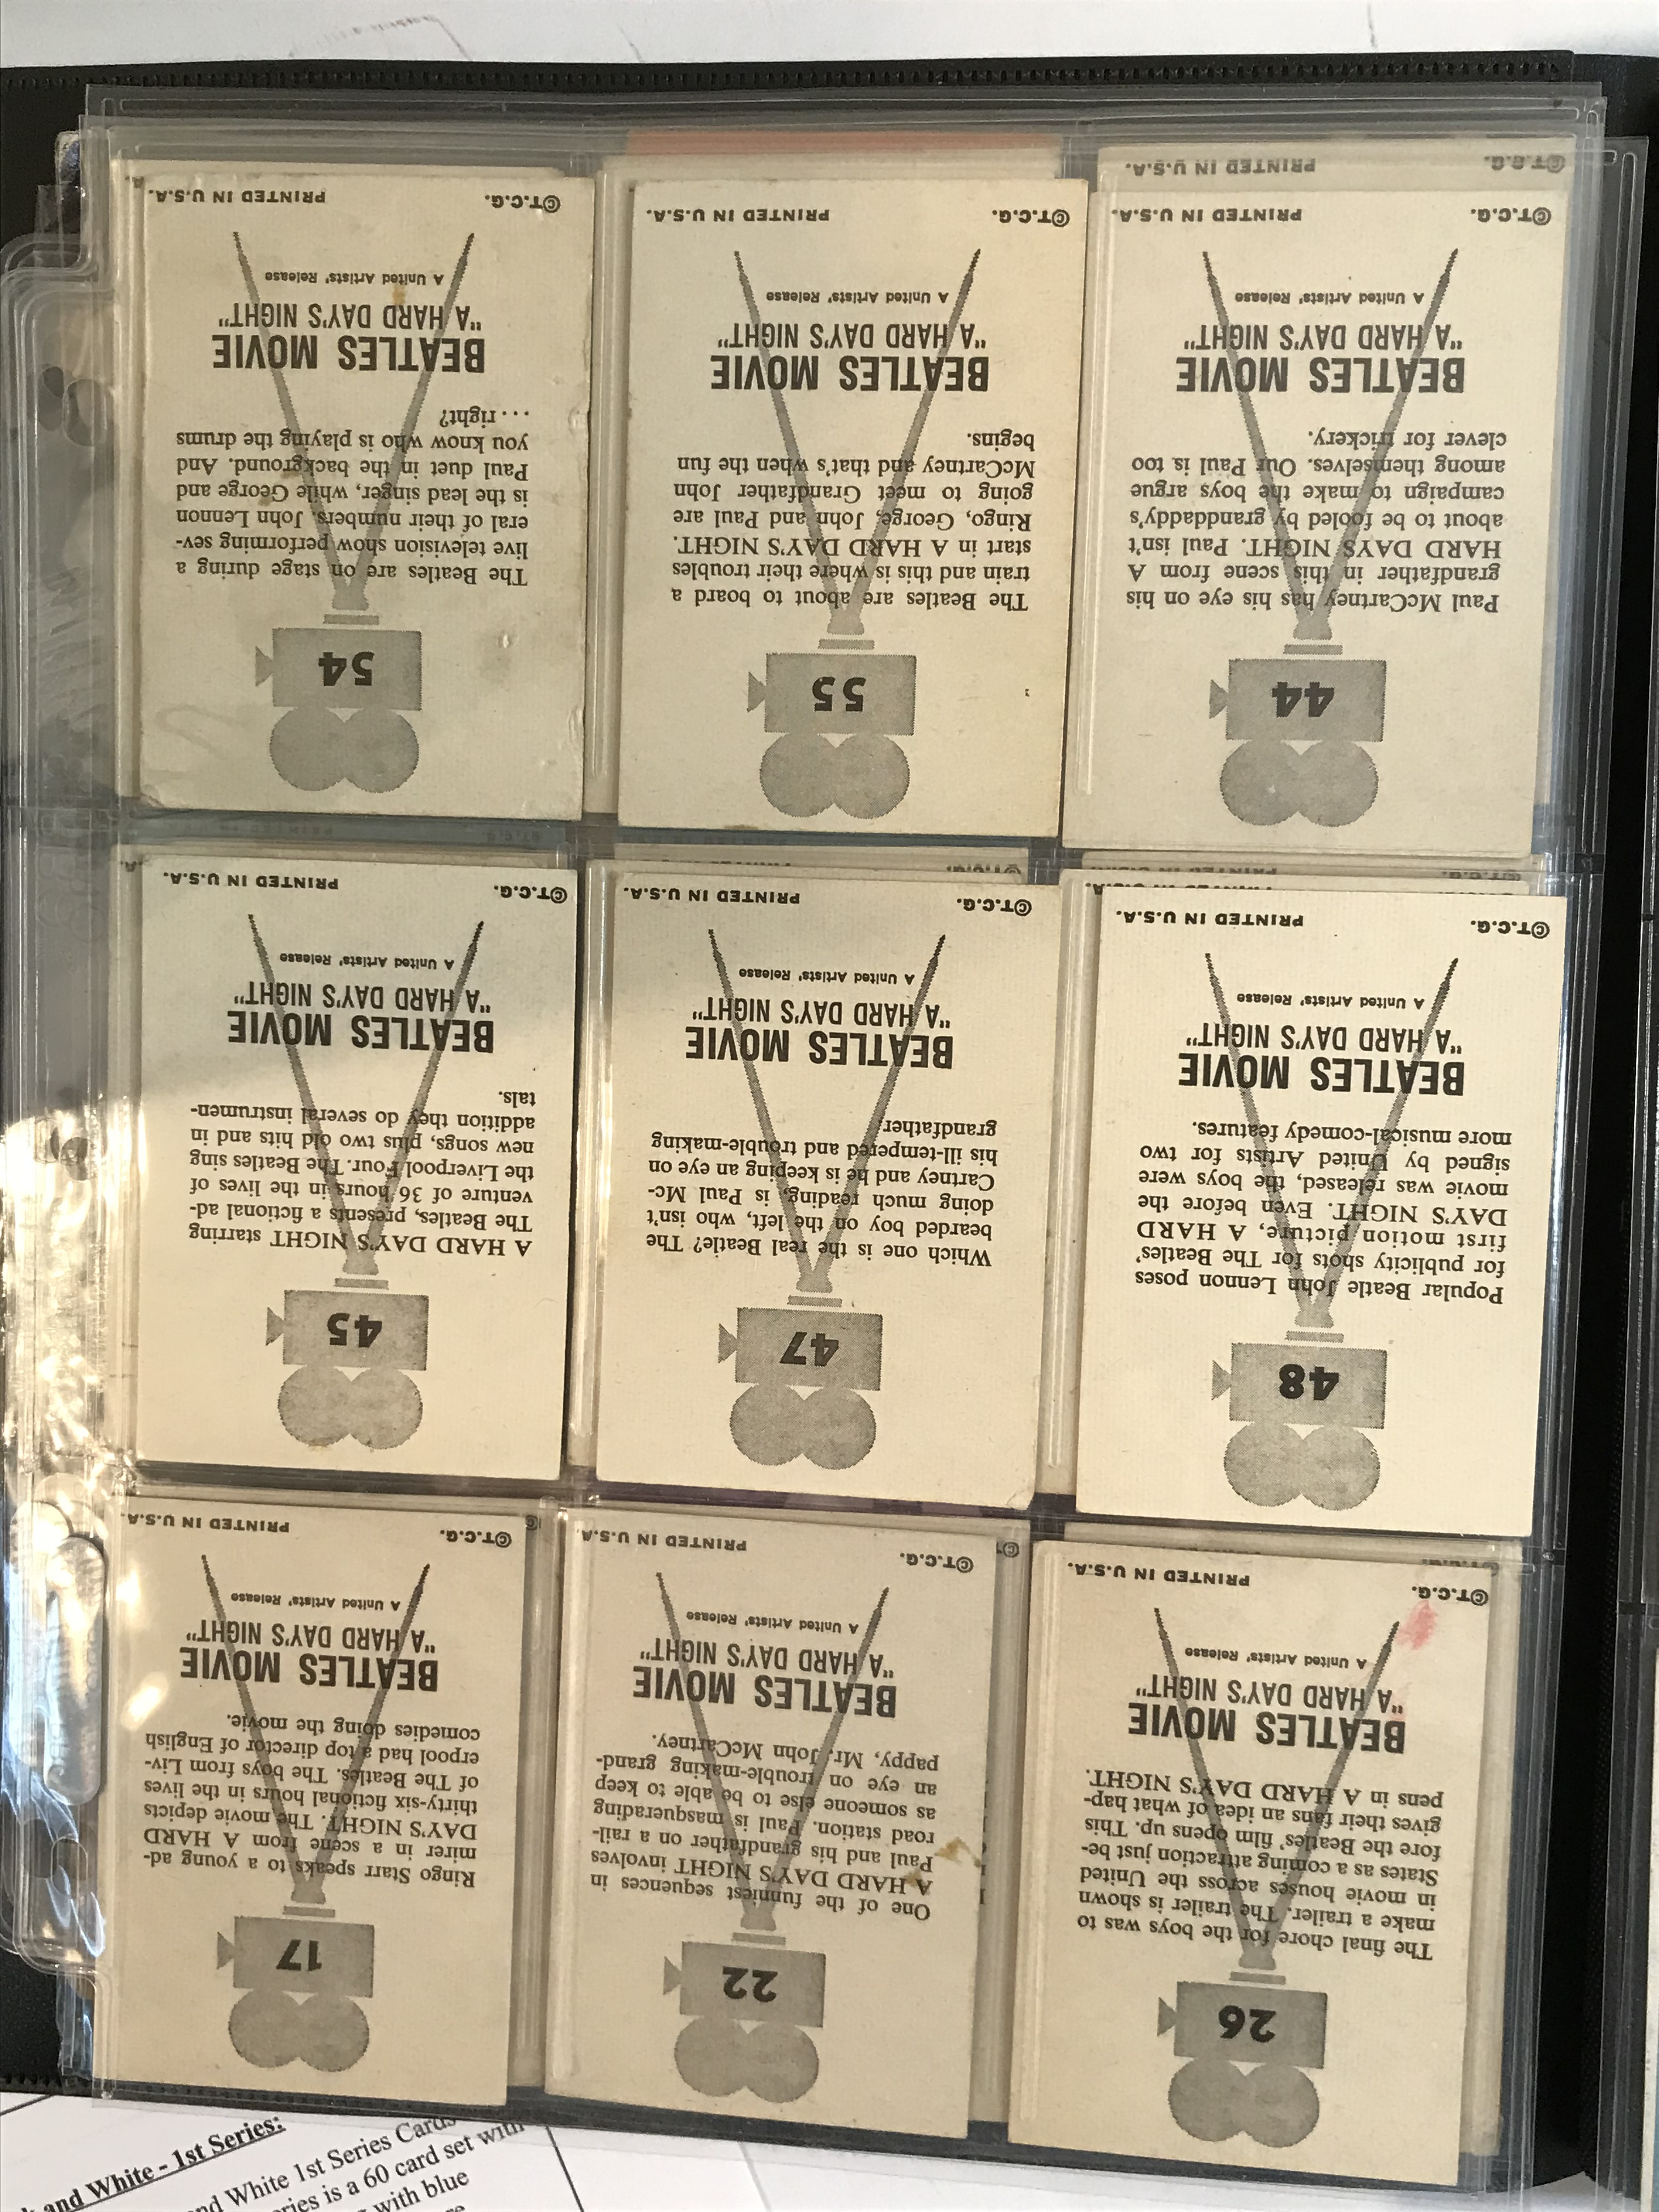 26
The final chore for the boys was to
make a trailer. The trailer is shown
in movie houses across the United
States as a coming attraction just be-
fore the Beatles' film opens up. This
gives their fans an idea of what hap-
pens in A HARD DAY'S NIGHT.
BEATLES MOVIE
"A HARD DAY'S NIGHT"
A United Artists' Release
©T.C.G. PRINTED IN U.S.A.
22
One of the funniest sequences in
A HARD DAY'S NIGHT involves
Paul and his grandfather on a rail-
road station. Paul is masquerading
as someone else to be able to keep
an eye on trouble-making grand-
pappy, Mr. John McCartney.
BEATLES MOVIE
"A HARD DAY'S NIGHT"
A United Artists' Release
©T.C.G. PRINTED IN U.S.A.
17
Ringo Starr speaks to a young ad-
mirer in a scene from A HARD
DAY'S NIGHT. The movie depicts
thirty-six fictional hours in the lives
of The Beatles. The boys from Liv-
erpool had a top director of English
comedies doing the movie.
BEATLES MOVIE
"A HARD DAY'S NIGHT"
A United Artists' Release
©T.C.G. PRINTED IN U.S.A.
48
Popular Beatle John Lennon poses
for publicity shots for The Beatles'
first motion picture, A HARD
DAY'S NIGHT. Even before the
movie was released, the boys were
signed by United Artists for two
more musical-comedy features.
BEATLES MOVIE
"A HARD DAY'S NIGHT"
A United Artists' Release
©T.C.G. PRINTED IN U.S.A.
47
Which one is the real Beatle? The
bearded boy on the left, who isn't
doing much reading, is Paul Mc-
Cartney and he is keeping an eye on
his ill-tempered and trouble-making
grandfather.
BEATLES MOVIE
"A HARD DAY'S NIGHT"
A United Artists' Release
©T.C.G. PRINTED IN U.S.A.
45
A HARD DAY'S NIGHT starring
The Beatles, presents a fictional ad-
venture of 36 hours in the lives of
the Liverpool Four. The Beatles sing
new songs, plus two old hits and in
addition they do several instrumen-
tals.
BEATLES MOVIE
"A HARD DAY'S NIGHT"
A United Artists' Release
©T.C.G. PRINTED IN U.S.A.
44
Paul McCartney has his eye on his
grandfather in this scene from A
HARD DAYS NIGHT. Paul isn't
about to be fooled by granddaddy's
campaign to make the boys argue
among themselves. Our Paul is too
clever for trickery.
BEATLES MOVIE
"A HARD DAY'S NIGHT"
A United Artists' Release
©T.C.G. PRINTED IN U.S.A.
©T.C.G. PRINTED IN U.S.A.
55
The Beatles are about to board a
train and this is where their troubles
start in A HARD DAY'S NIGHT.
Ringo, George, John and Paul are
going to meet Grandfather John
McCartney and that's when the fun
begins.
BEATLES MOVIE
"A HARD DAY'S NIGHT"
A United Artists' Release
©T.C.G. PRINTED IN U.S.A.
54
The Beatles are on stage during a
live television show performing sev-
eral of their numbers. John Lennon
is the lead singer, while George and
Paul duet in the background. And
you know who is playing the drums
. . . right?
BEATLES MOVIE
"A HARD DAY'S NIGHT"
A United Artists' Release
©T.C.G. PRINTED IN U.S.A.
and White - 1st Series:
White 1st Series Cards
is a 60 card set with
with blue